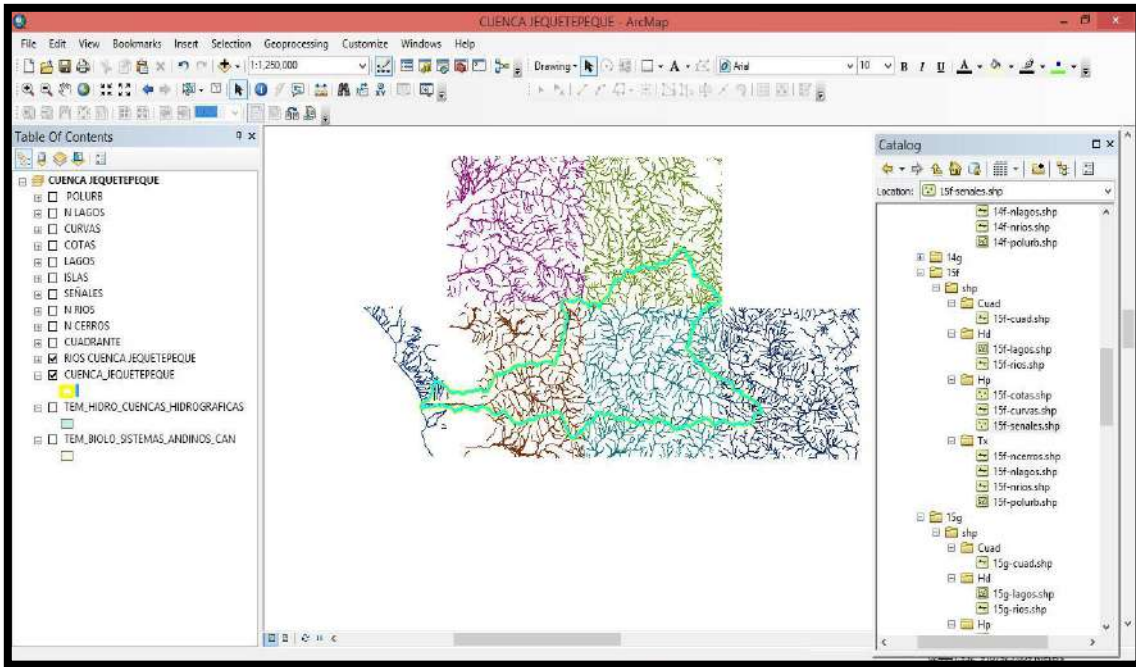 CUENCA JEQUETEPEQUE - ArcMap
File Edit View Bookmarks Insert Selection Geoprocessing Customize Windows Help
1:1,250,000 Drawing A Arial 10 B I U A
Table Of Contents
CUENCA JEQUETEPEQUE
POLURB
N LAGOS
CURVAS
COTAS
LAGOS
ISLAS
SEÑALES
N RIOS
N CERROS
CUADRANTE
RIOS CUENCA JEQUETEPEQUE
CUENCA_JEQUETEPEQUE
TEM_HIDRO_CUENCAS_HIDROGRAFICAS
TEM_BIOLO_SISTEMAS_ANDINOS_CAN
Catalog
Location: 15f-senales.shp
14f-nlagos.shp
14f-nrios.shp
14f-polurb.shp
14g
15f
shp
Cuad
15f-cuad.shp
Hd
15f-lagos.shp
15f-rios.shp
Hp
15f-cotas.shp
15f-curvas.shp
15f-senales.shp
Tx
15f-ncerros.shp
15f-nlagos.shp
15f-nrios.shp
15f-polurb.shp
15g
shp
Cuad
15g-cuad.shp
Hd
15g-lagos.shp
15g-rios.shp
Hp